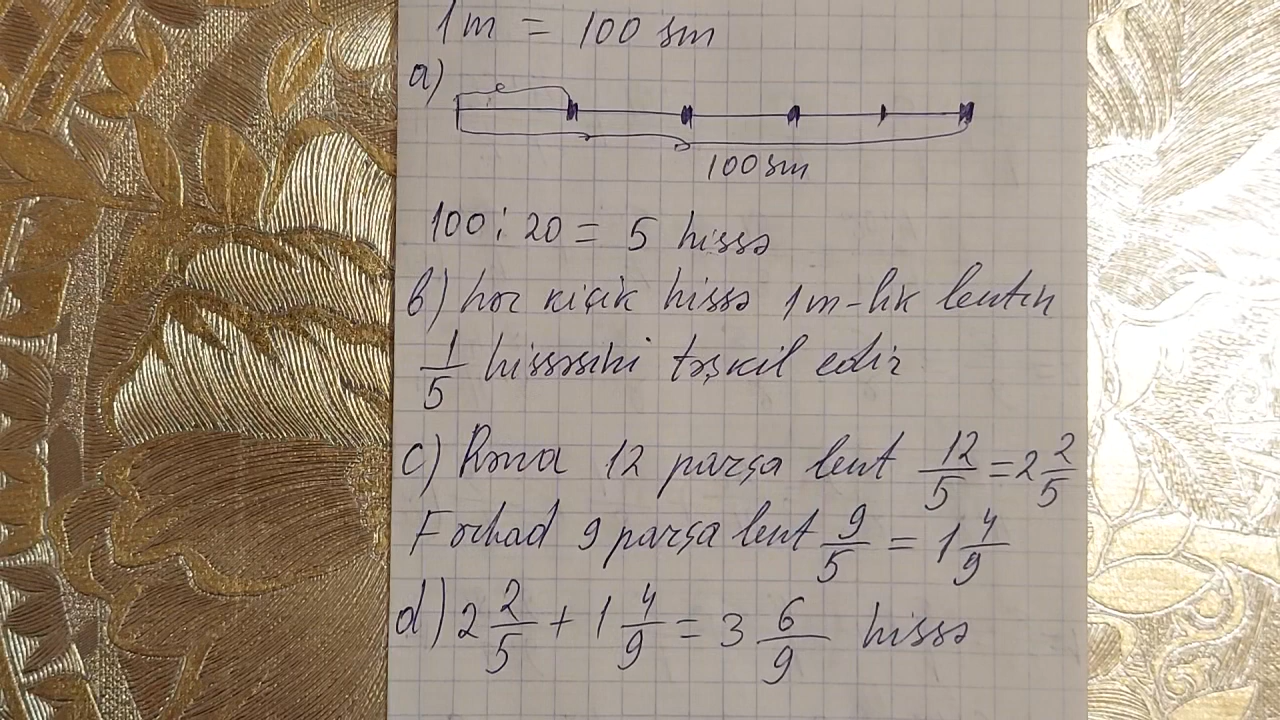 1m = 100 sm
a)
100 sm
100 : 20 = 5 hissə
b) hər kiçik hissə 1m-lik lentin
1/5 hissəsini təşkil edir
c) Rəna 12 parça lent 12/5 = 2 2/5
Fərhad 9 parça lent 9/5 = 1 4/9
d) 2 2/5 + 1 4/9 = 3 6/9 hissə